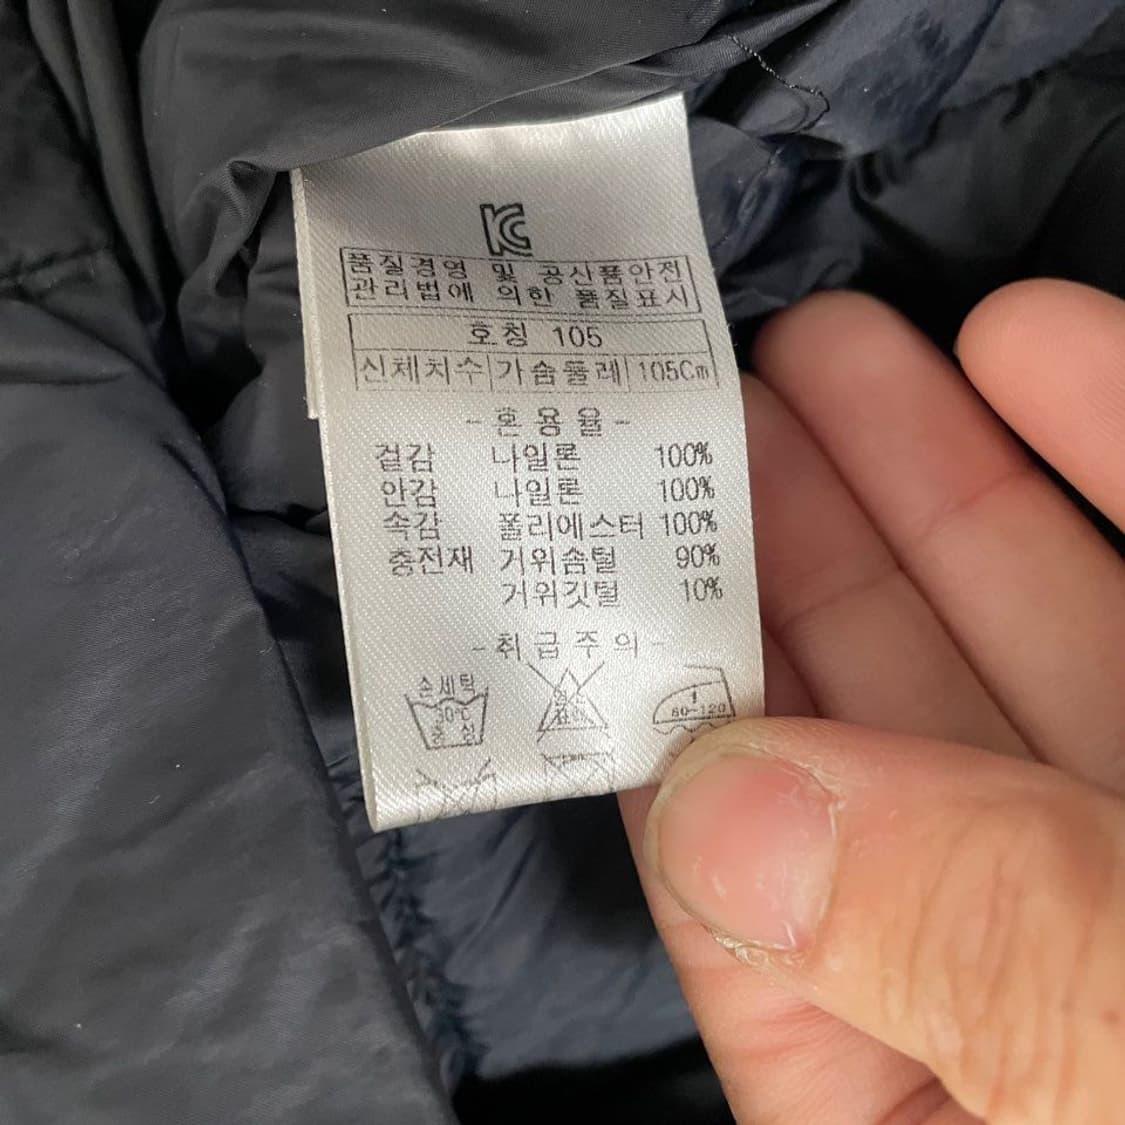 KC
품질경영 및 공산품안전
관리법에 의한 품질표시
호칭 105
신체치수 가슴둘레 105Cm
-혼용율-
겉감 나일론 100%
안감 나일론 100%
속감 폴리에스터 100%
충전재 거위솜털 90%
거위깃털 10%
-취급주의-
손세탁
30℃
중성
염소
표백
80~120